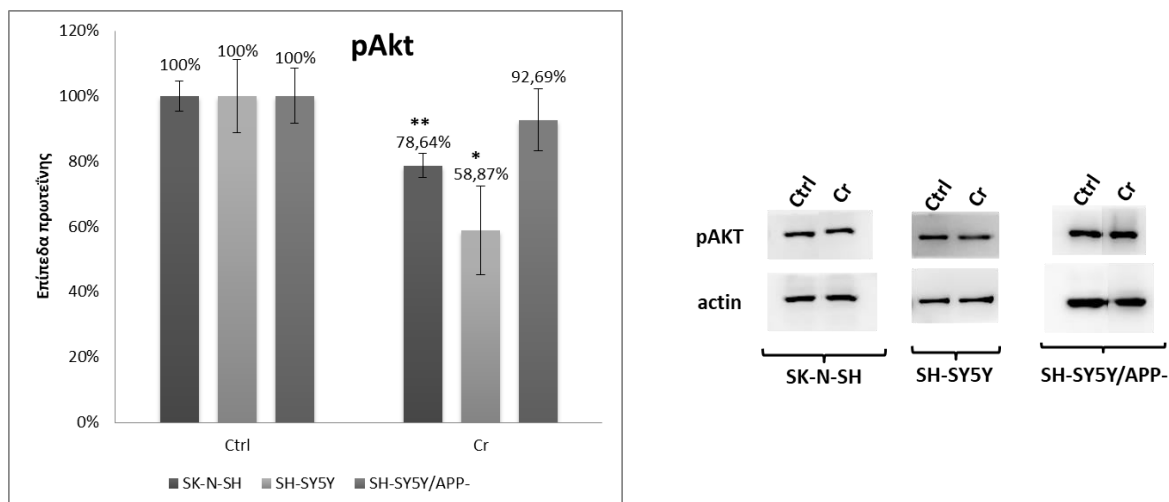 pAkt
Επίπεδα πρωτεΐνης
120%
100%
80%
60%
40%
20%
0%
100%
100%
100%
**
78,64%
*
58,87%
92,69%
Ctrl
Cr
SK-N-SH
SH-SY5Y
SH-SY5Y/APP-
Ctrl
Cr
Ctrl
Cr
Ctrl
Cr
pAKT
actin
SK-N-SH
SH-SY5Y
SH-SY5Y/APP-